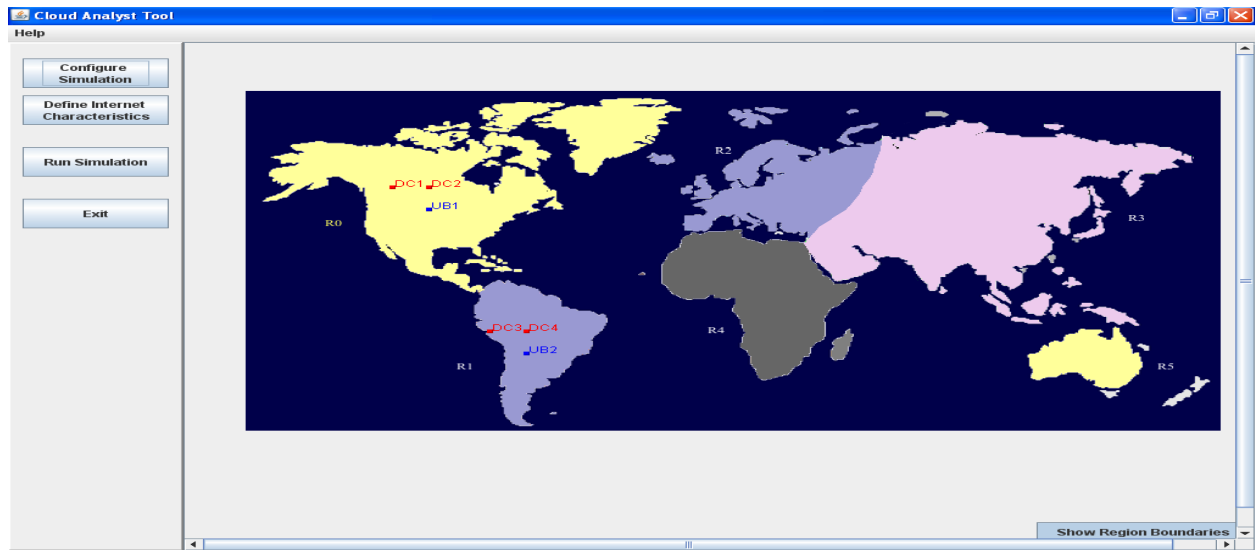 Cloud Analyst Tool
Help
Configure
Simulation
Define Internet
Characteristics
Run Simulation
Exit
R2
DC1 DC2
UB1
R0
R3
DC3 DC4
R4
UB2
R1
R5
Show Region Boundaries